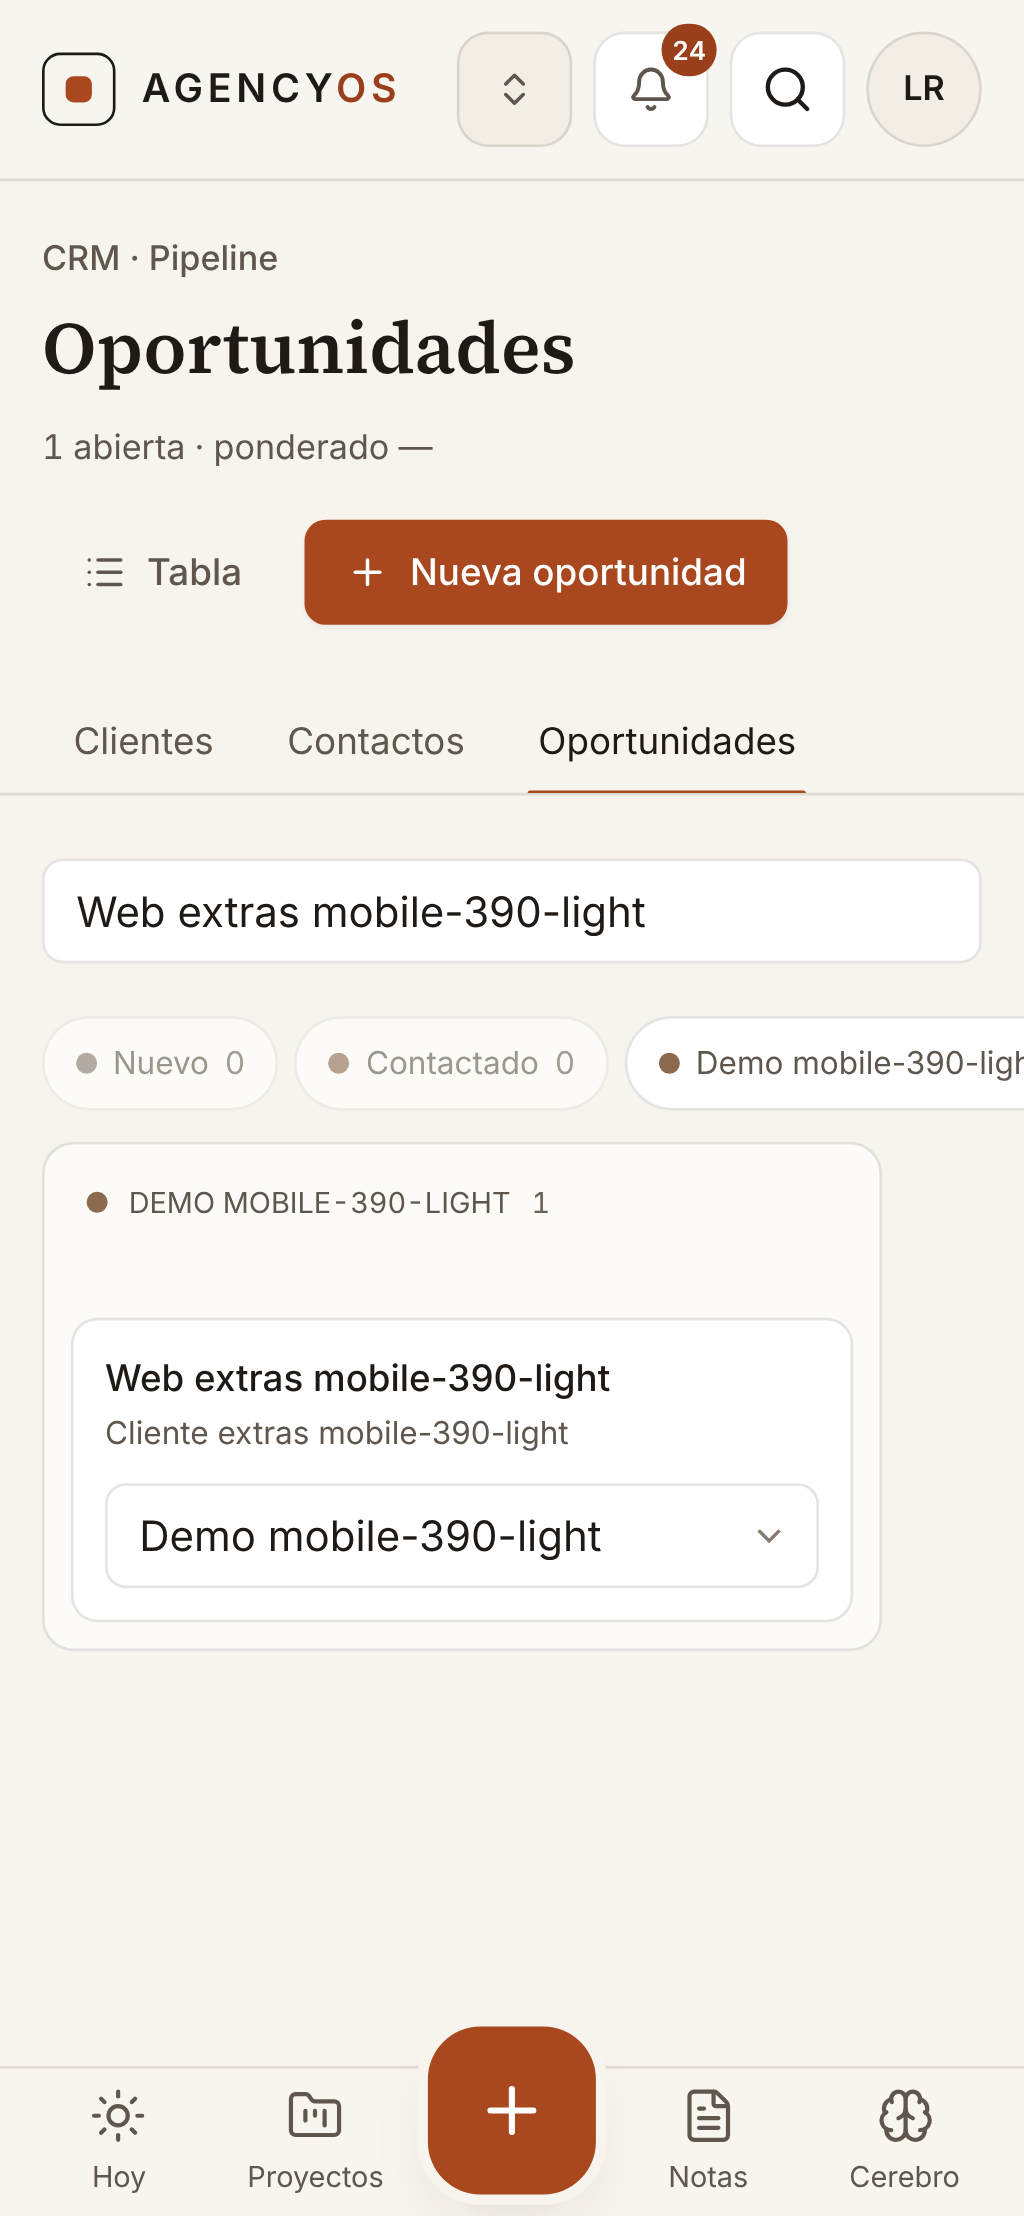 AGENCYOS
24
LR
CRM · Pipeline
Oportunidades
1 abierta · ponderado —
Tabla
+ Nueva oportunidad
Clientes Contactos Oportunidades
Web extras mobile-390-light
Nuevo 0 Contactado 0 Demo mobile-390-ligh
DEMO MOBILE-390-LIGHT 1
Web extras mobile-390-light
Cliente extras mobile-390-light
Demo mobile-390-light
Hoy Proyectos Notas Cerebro